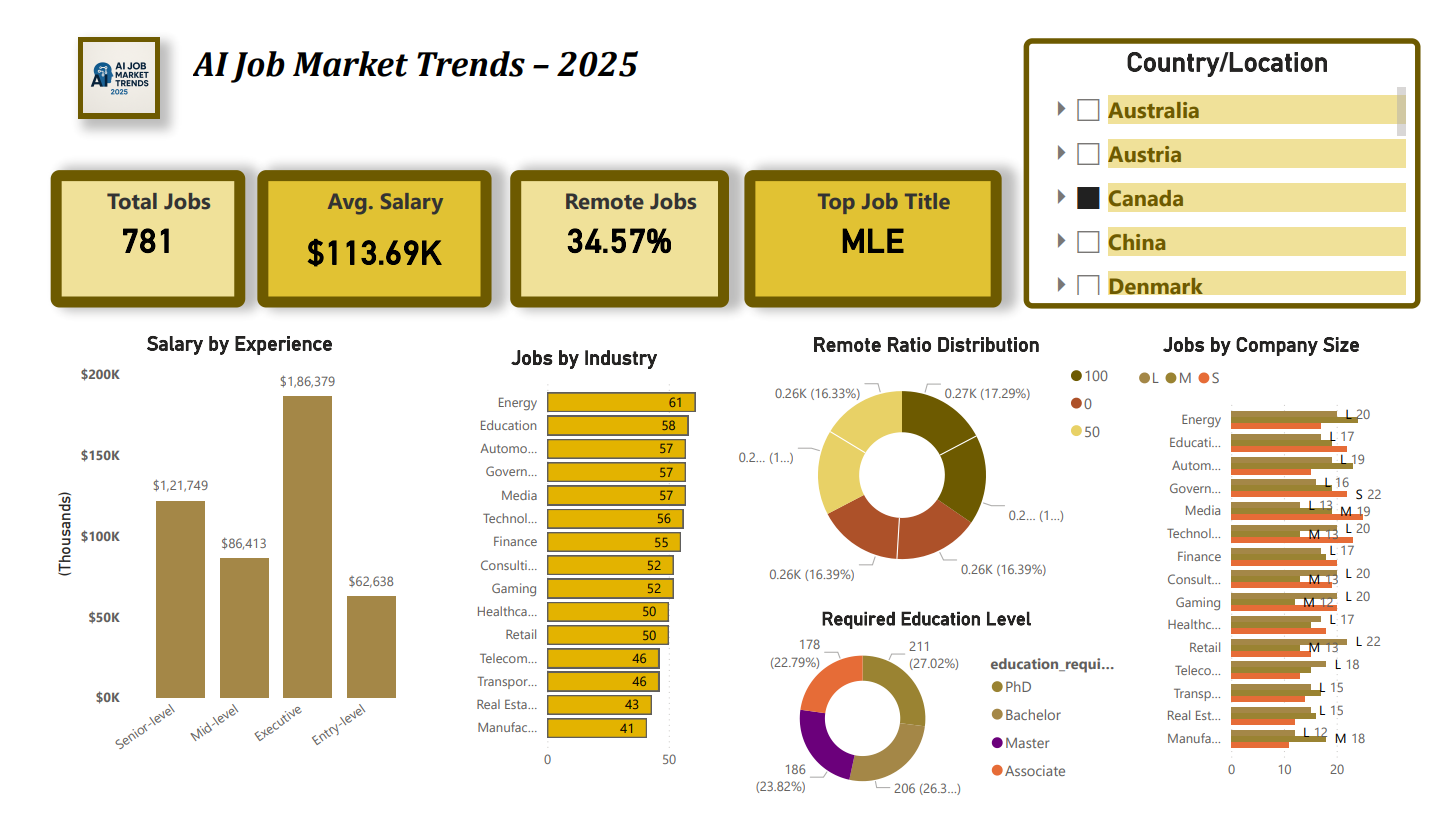 AI JOB
MARKET
TRENDS
AI
2025
AI Job Market Trends – 2025
Country/Location
Australia
Austria
Canada
China
Denmark
Total Jobs
781
Avg. Salary
$113.69K
Remote Jobs
34.57%
Top Job Title
MLE
Salary by Experience
(Thousands)
$200K
$150K
$100K
$50K
$0K
$1,21,749
$86,413
$1,86,379
$62,638
Senior-level
Mid-level
Executive
Entry-level
Jobs by Industry
Energy 61
Education 58
Automo... 57
Govern... 57
Media 57
Technol... 56
Finance 55
Consulti... 52
Gaming 52
Healthca... 50
Retail 50
Telecom... 46
Transpor... 46
Real Esta... 43
Manufac... 41
0 50
Remote Ratio Distribution
0.26K (16.33%)
0.27K (17.29%)
0.2... (1...)
0.2... (1...)
0.26K (16.39%)
0.26K (16.39%)
100
0
50
Required Education Level
178
(22.79%)
211
(27.02%)
186
(23.82%)
206 (26.3...)
education_requi...
PhD
Bachelor
Master
Associate
Jobs by Company Size
L M S
Energy L 20
Educati... L 17
Autom... L 19
Govern... L 16 S 22
Media L 13 M 19
Technol... M 13 L 20
Finance L 17
Consult... M 13 L 20
Gaming M 12 L 20
Healthc... L 17
Retail M 13 L 22
Teleco... L 18
Transp... L 15
Real Est... L 15
Manufa... L 12 M 18
0 10 20